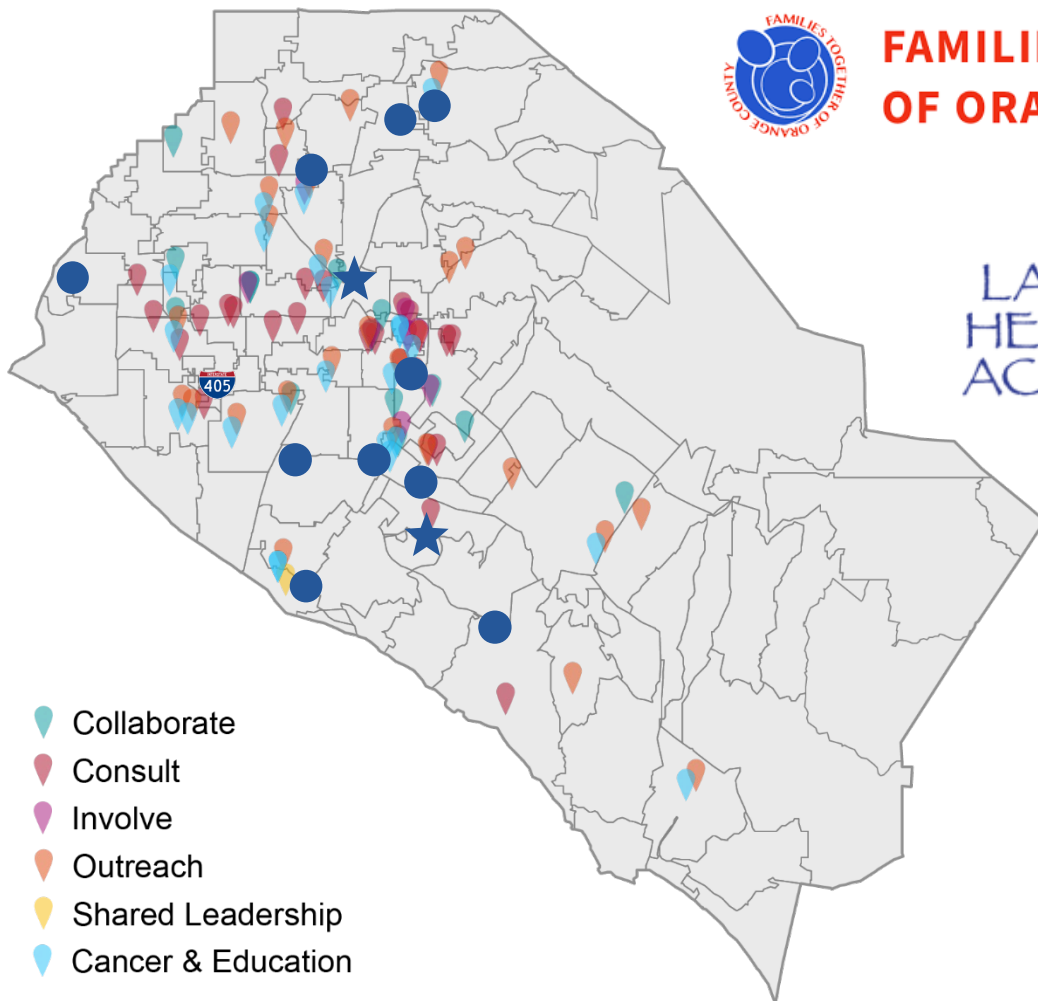 FAMILIES TOGETHER OF ORANGE COUNTY
FAMILI
OF ORA
LA
HE
AC
INTERSTATE
405
Collaborate
Consult
Involve
Outreach
Shared Leadership
Cancer & Education